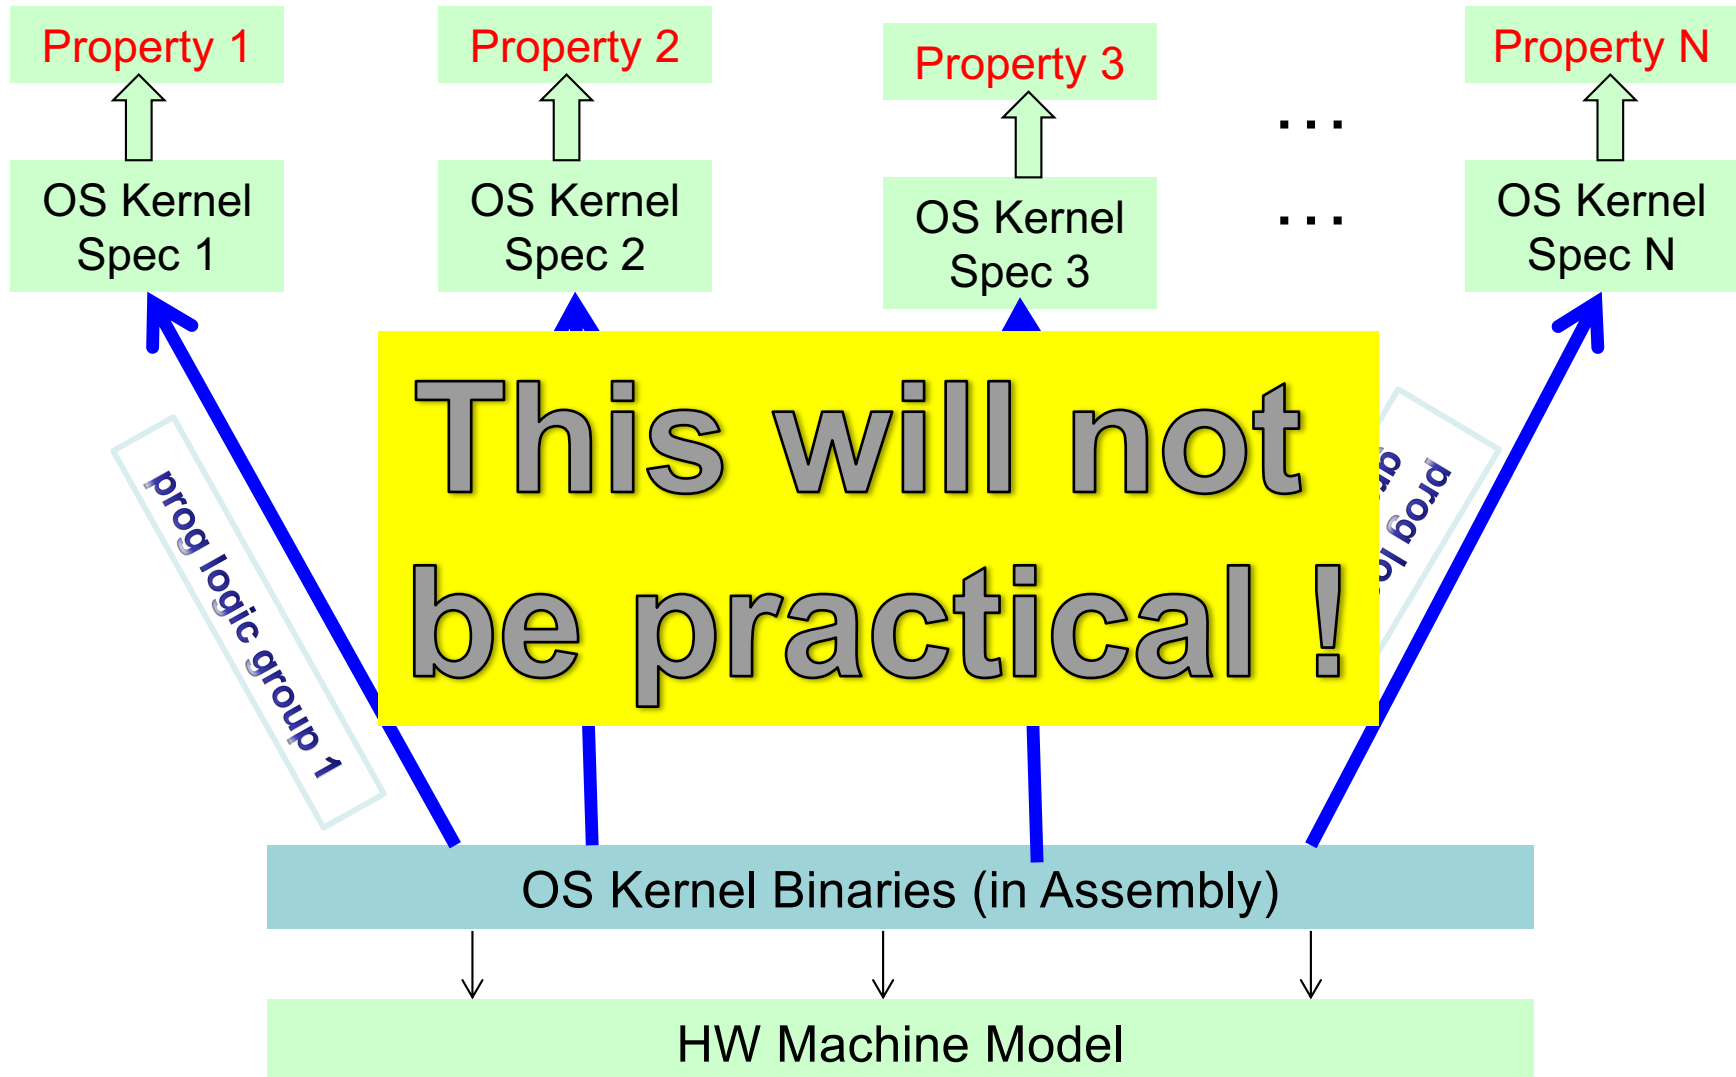 Property 1
Property 2
Property 3
Property N
...
OS Kernel
Spec 1
OS Kernel
Spec 2
OS Kernel
Spec 3
...
OS Kernel
Spec N
This will not
be practical !
prog logic group 1
prog
OS Kernel Binaries (in Assembly)
HW Machine Model